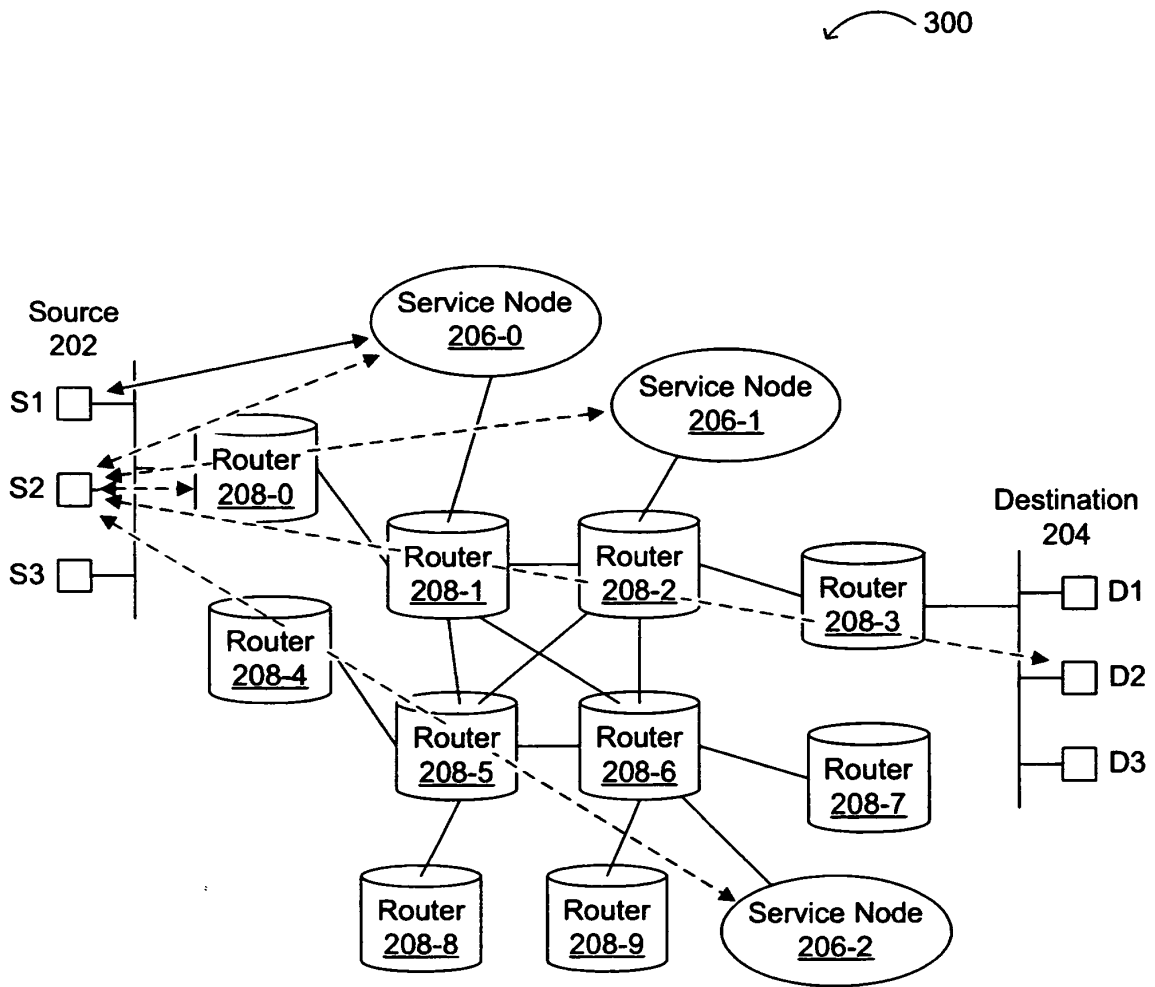 300
Source
202
S1
S2
S3
Service Node
206-0
Service Node
206-1
Router
208-0
Router
208-1
Router
208-2
Router
208-3
Destination
204
D1
D2
D3
Router
208-4
Router
208-5
Router
208-6
Router
208-7
Router
208-8
Router
208-9
Service Node
206-2